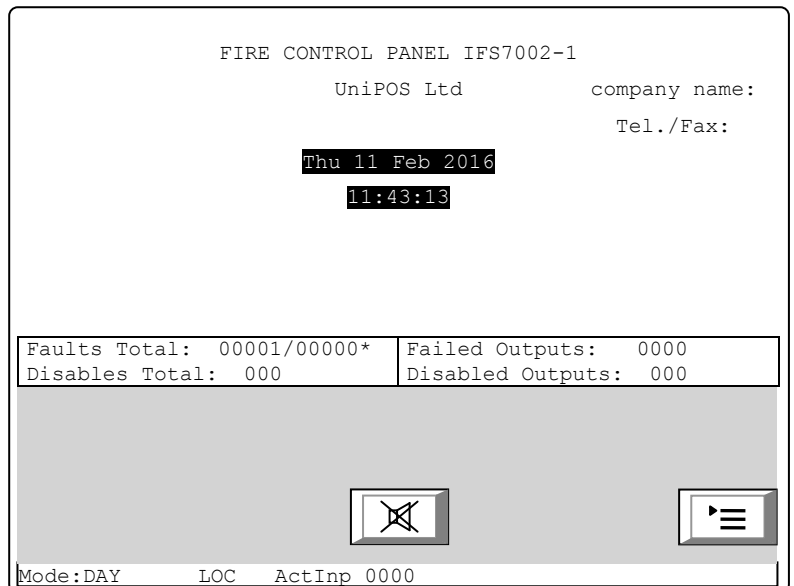 FIRE CONTROL PANEL IFS7002-1
UniPOS Ltd company name:
Tel./Fax:
Thu 11 Feb 2016
11:43:13
Faults Total: 00001/00000* Failed Outputs: 0000
Disables Total: 000 Disabled Outputs: 000
Mode:DAY LOC ActInp 0000